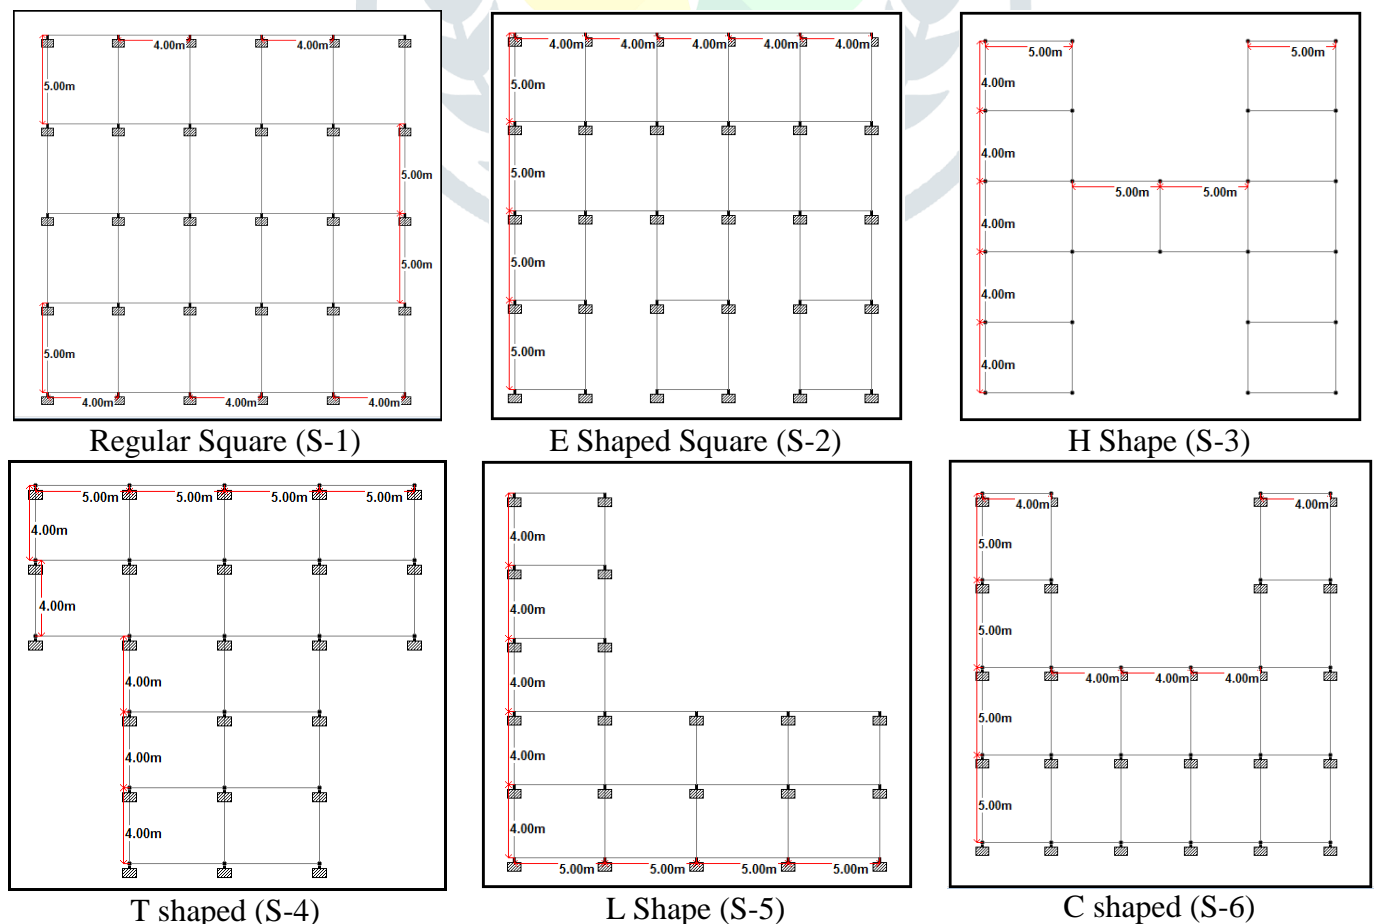 4.00m 4.00m
5.00m
5.00m
5.00m
5.00m
4.00m 4.00m 4.00m
Regular Square (S-1)
4.00m 4.00m 4.00m 4.00m 4.00m
5.00m
5.00m
5.00m
5.00m
E Shaped Square (S-2)
5.00m 5.00m
4.00m
4.00m
5.00m 5.00m
4.00m
4.00m
4.00m
H Shape (S-3)
5.00m 5.00m 5.00m 5.00m
4.00m
4.00m
4.00m
4.00m
4.00m
T shaped (S-4)
4.00m
4.00m
4.00m
4.00m
4.00m
5.00m 5.00m 5.00m 5.00m
L Shape (S-5)
4.00m 4.00m
5.00m
5.00m
4.00m 4.00m 4.00m
5.00m
5.00m
C shaped (S-6)